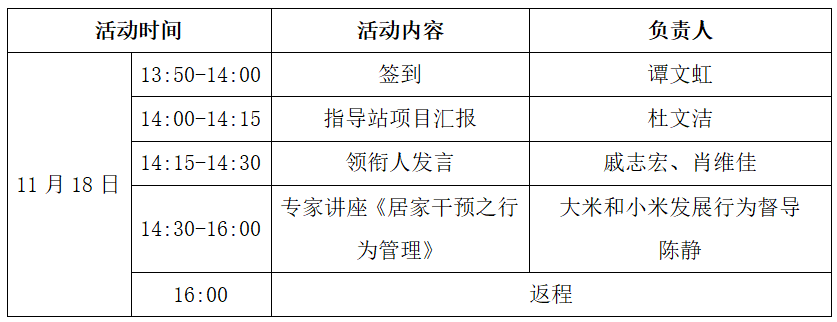 活动时间 活动内容 负责人
11月18日
13:50-14:00 签到 谭文虹
14:00-14:15 指导站项目汇报 杜文洁
14:15-14:30 领衔人发言 戚志宏、肖维佳
14:30-16:00
专家讲座《居家干预之行
为管理》
大米和小米发展行为督导
陈静
16:00 返程